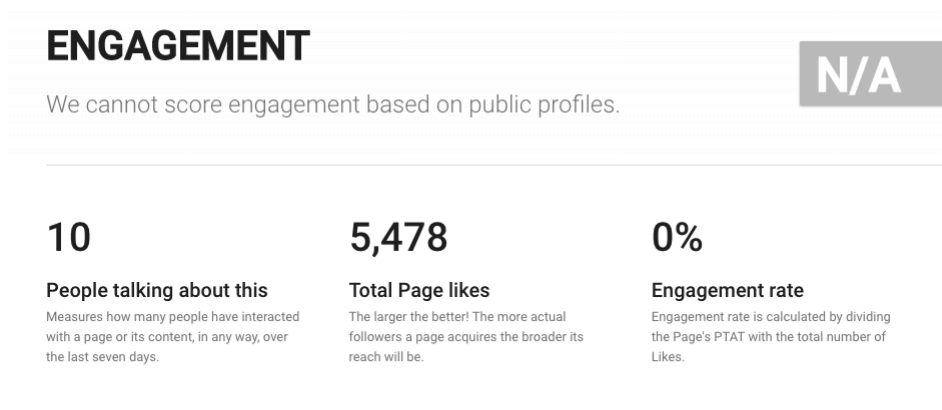 ENGAGEMENT
N/A
We cannot score engagement based on public profiles.
10
People talking about this
Measures how many people have interacted
with a page or its content, in any way, over
the last seven days.
5,478
Total Page likes
The larger the better! The more actual
followers a page acquires the broader its
reach will be.
0%
Engagement rate
Engagement rate is calculated by dividing
the Page's PTAT with the total number of
Likes.